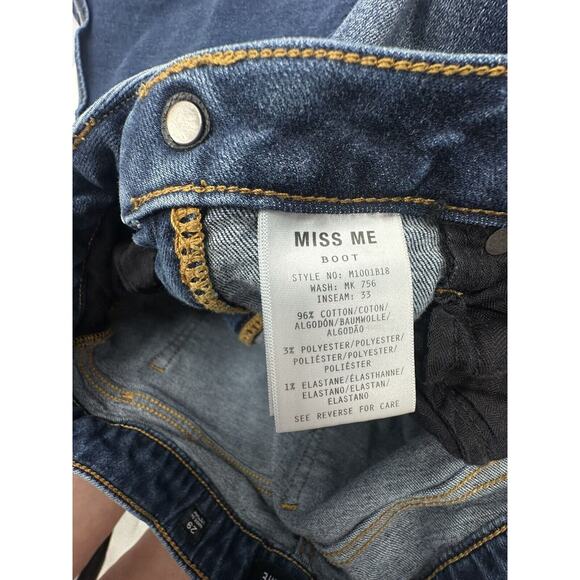 MISS ME
BOOT
STYLE NO: M1001B18
WASH: MK 756
INSEAM: 33
96% COTTON/COTON/
ALGODÓN/BAUMWOLLE/
ALGODÃO
3% POLYESTER/POLYESTER/
POLIÉSTER/POLYESTER/
POLIÉSTER
1% ELASTANE/ÉLASTHANNE/
ELASTANO/ELASTAN/
ELASTANO
SEE REVERSE FOR CARE
29